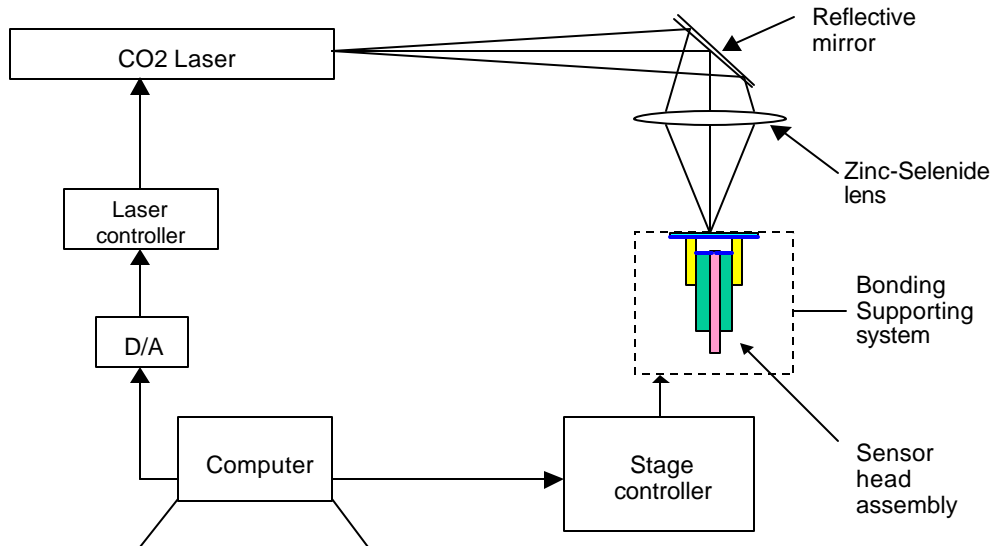 Reflective
mirror
CO2 Laser
Zinc-Selenide
lens
Laser
controller
Bonding
Supporting
system
D/A
Computer
Stage
controller
Sensor
head
assembly